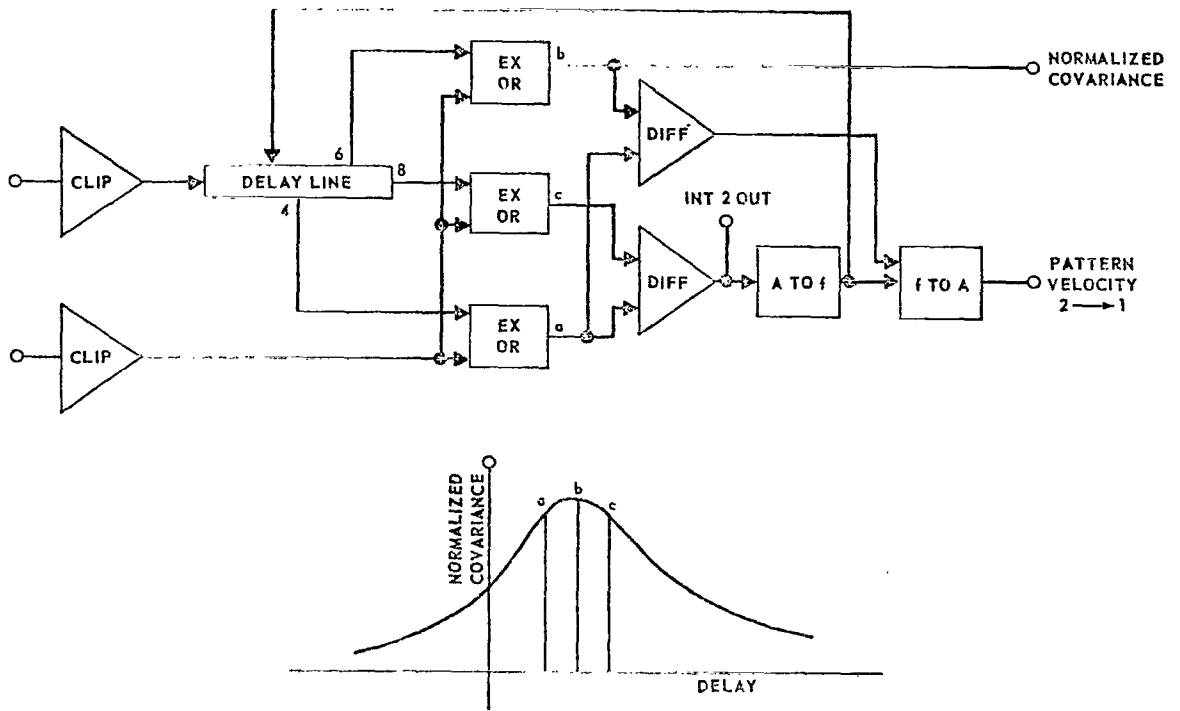 b
EX
OR
NORMALIZED
COVARIANCE
DIFF
6
CLIP
DELAY LINE
8
EX
OR
c
4
INT 2 OUT
DIFF
A TO f
f TO A
PATTERN
VELOCITY
2 → 1
EX
OR
a
CLIP
NORMALIZED
COVARIANCE
a
b
c
DELAY